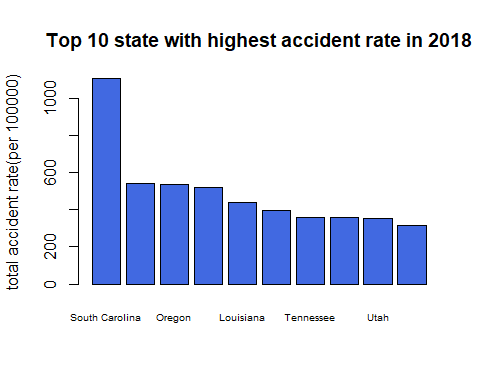 Top 10 state with highest accident rate in 2018
total accident rate(per 100000)
1000
600
200
0
South Carolina Oregon Louisiana Tennessee Utah